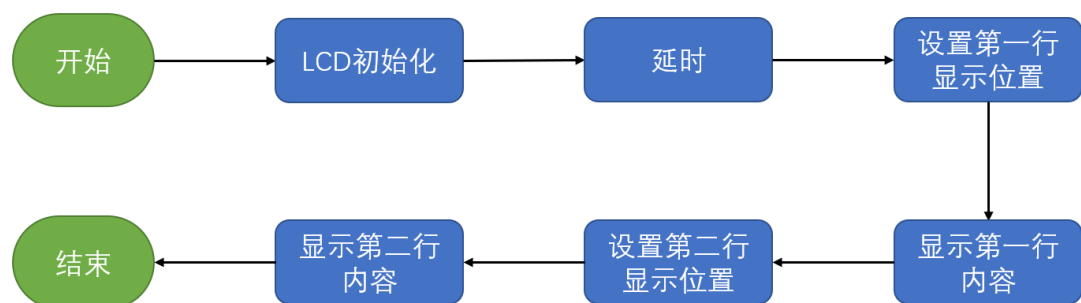 开始
LCD初始化
延时
设置第一行
显示位置
显示第一行
内容
设置第二行
显示位置
显示第二行
内容
结束